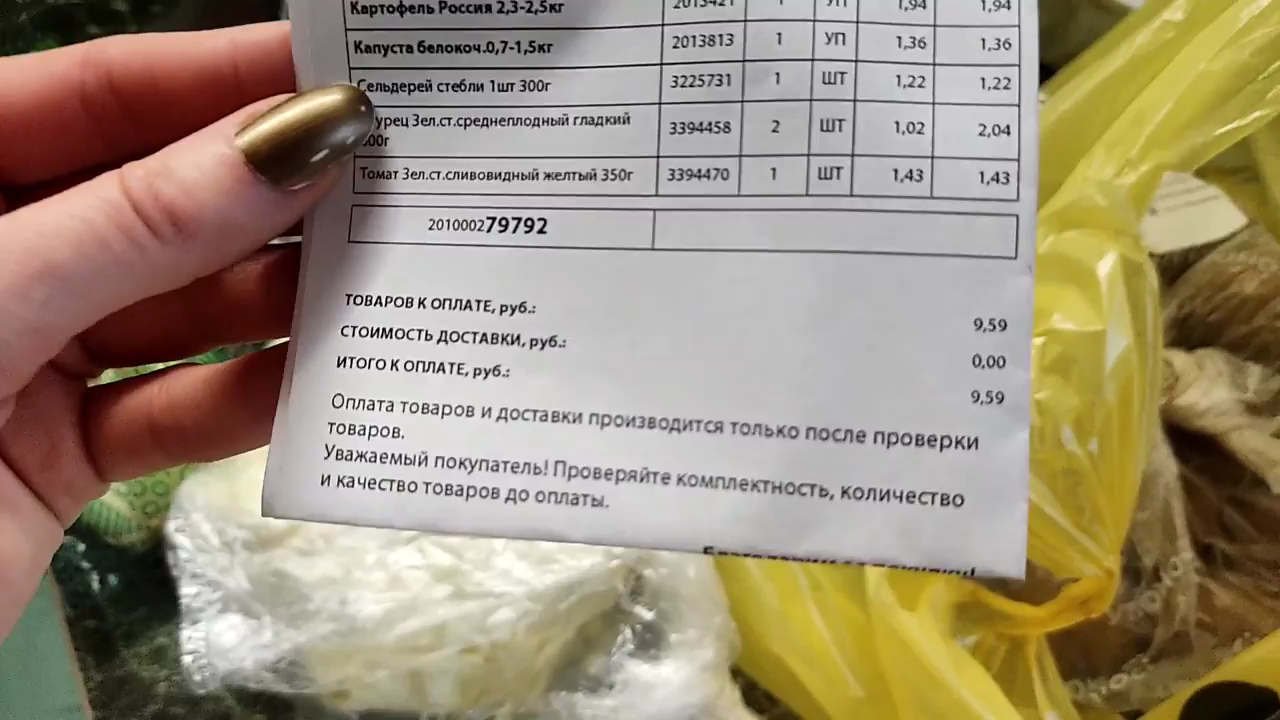 Картофель Россия 2,3-2,5кг 2013421 1 УП 1,94 1,94
Капуста белокоч.0,7-1,5кг 2013813 1 УП 1,36 1,36
Сельдерей стебли 1шт 300г 3225731 1 ШТ 1,22 1,22
урец Зел.ст.среднеплодный гладкий 3394458 2 ШТ 1,02 2,04
00г
Томат Зел.ст.сливовидный желтый 350г 3394470 1 ШТ 1,43 1,43
201000279792
ТОВАРОВ К ОПЛАТЕ, руб.: 9,59
СТОИМОСТЬ ДОСТАВКИ, руб.: 0,00
ИТОГО К ОПЛАТЕ, руб.: 9,59
Оплата товаров и доставки производится только после проверки
товаров.
Уважаемый покупатель! Проверяйте комплектность, количество
и качество товаров до оплаты.